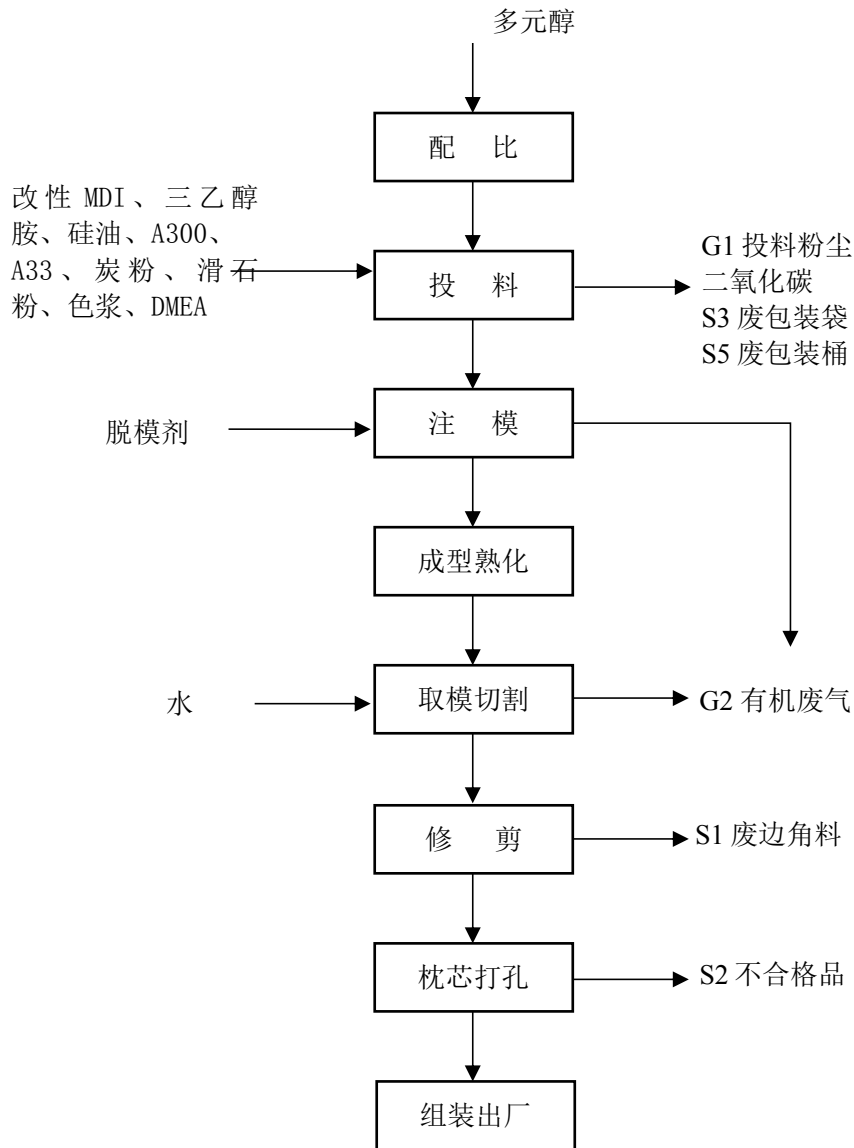 多元醇
配 比
改性 MDI、三乙醇
胺、硅油、A300、
A33、炭粉、滑石
粉、色浆、DMEA
投 料
G1 投料粉尘
二氧化碳
S3 废包装袋
S5 废包装桶
脱模剂
注 模
成型熟化
水
取模切割
G2 有机废气
修 剪
S1 废边角料
枕芯打孔
S2 不合格品
组装出厂